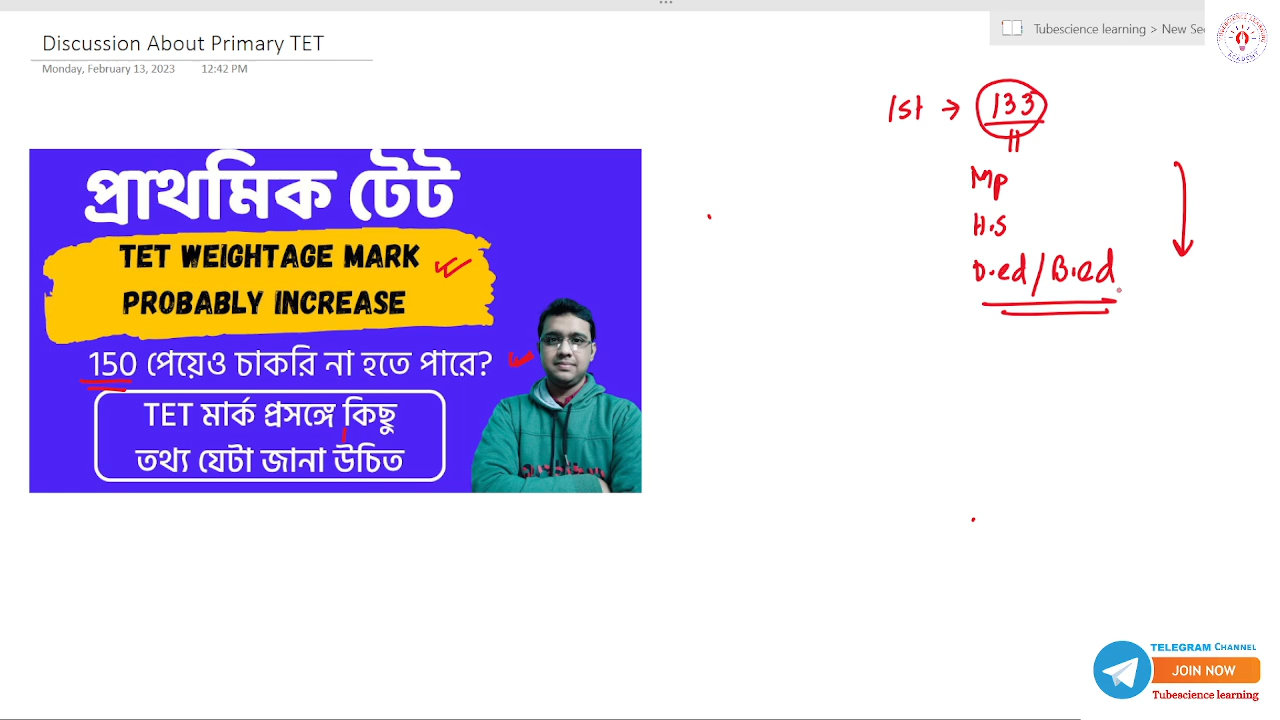 Discussion About Primary TET
Monday, February 13, 2023 12:42 PM
Tubescience learning > New Sec
1st → 133
Mp
H.S
D.ed/B.ed
প্রাথমিক টেট
TET WEIGHTAGE MARK
PROBABLY INCREASE
150 পেয়েও চাকরি না হতে পারে?
TET মার্ক প্রসঙ্গে কিছু
তথ্য যেটা জানা উচিত
TELEGRAM CHANNEL
JOIN NOW
Tubescience learning